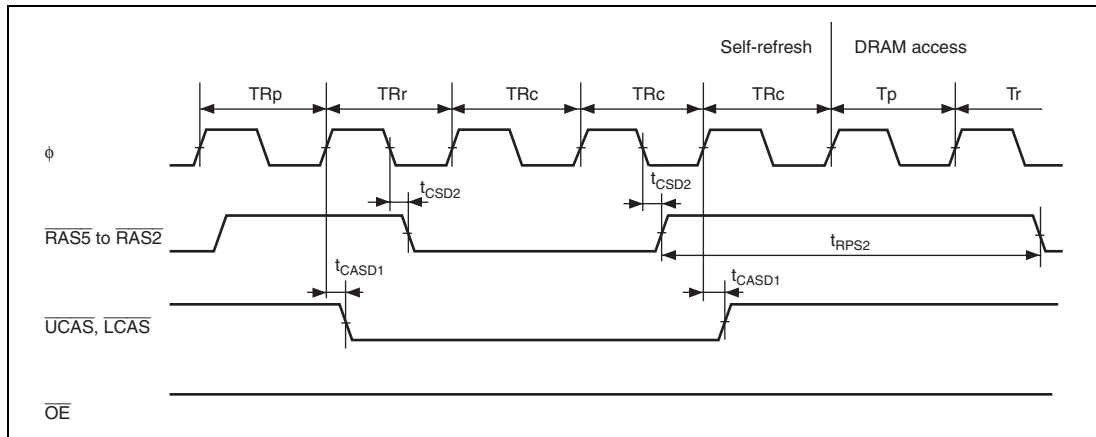 Self-refresh DRAM access
TRp TRr TRc TRc TRc Tp Tr
ϕ
tCSD2 tCSD2
RAS5 to RAS2
tRPS2
tCASD1 tCASD1
UCAS, LCAS
OE